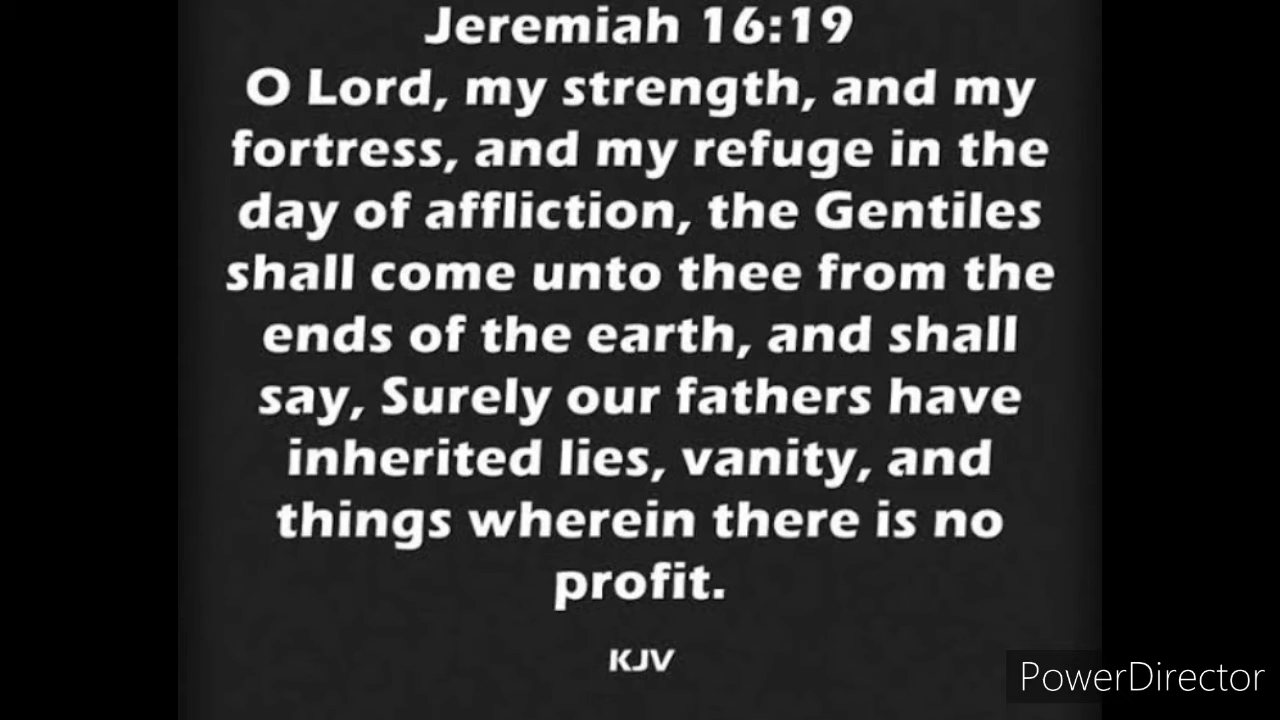 Jeremiah 16:19
O Lord, my strength, and my
fortress, and my refuge in the
day of affliction, the Gentiles
shall come unto thee from the
ends of the earth, and shall
say, Surely our fathers have
inherited lies, vanity, and
things wherein there is no
profit.
KJV
PowerDirector